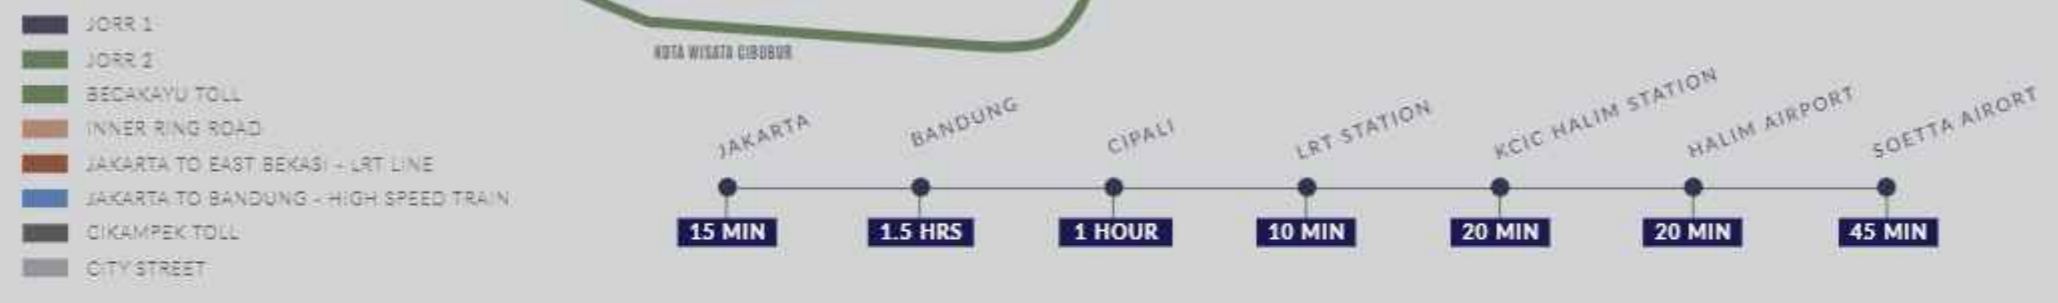 JORR 1
JORR 2
BECAKAYU TOLL
INNER RING ROAD
JAKARTA TO EAST BEKASI - LRT LINE
JAKARTA TO BANDUNG - HIGH SPEED TRAIN
CIKAMPEK TOLL
CITY STREET
KOTA WISATA CIBUBUR
JAKARTA
BANDUNG
CIPALI
LRT STATION
KCIC HALIM STATION
HALIM AIRPORT
SOETTA AIRORT
15 MIN
1.5 HRS
1 HOUR
10 MIN
20 MIN
20 MIN
45 MIN